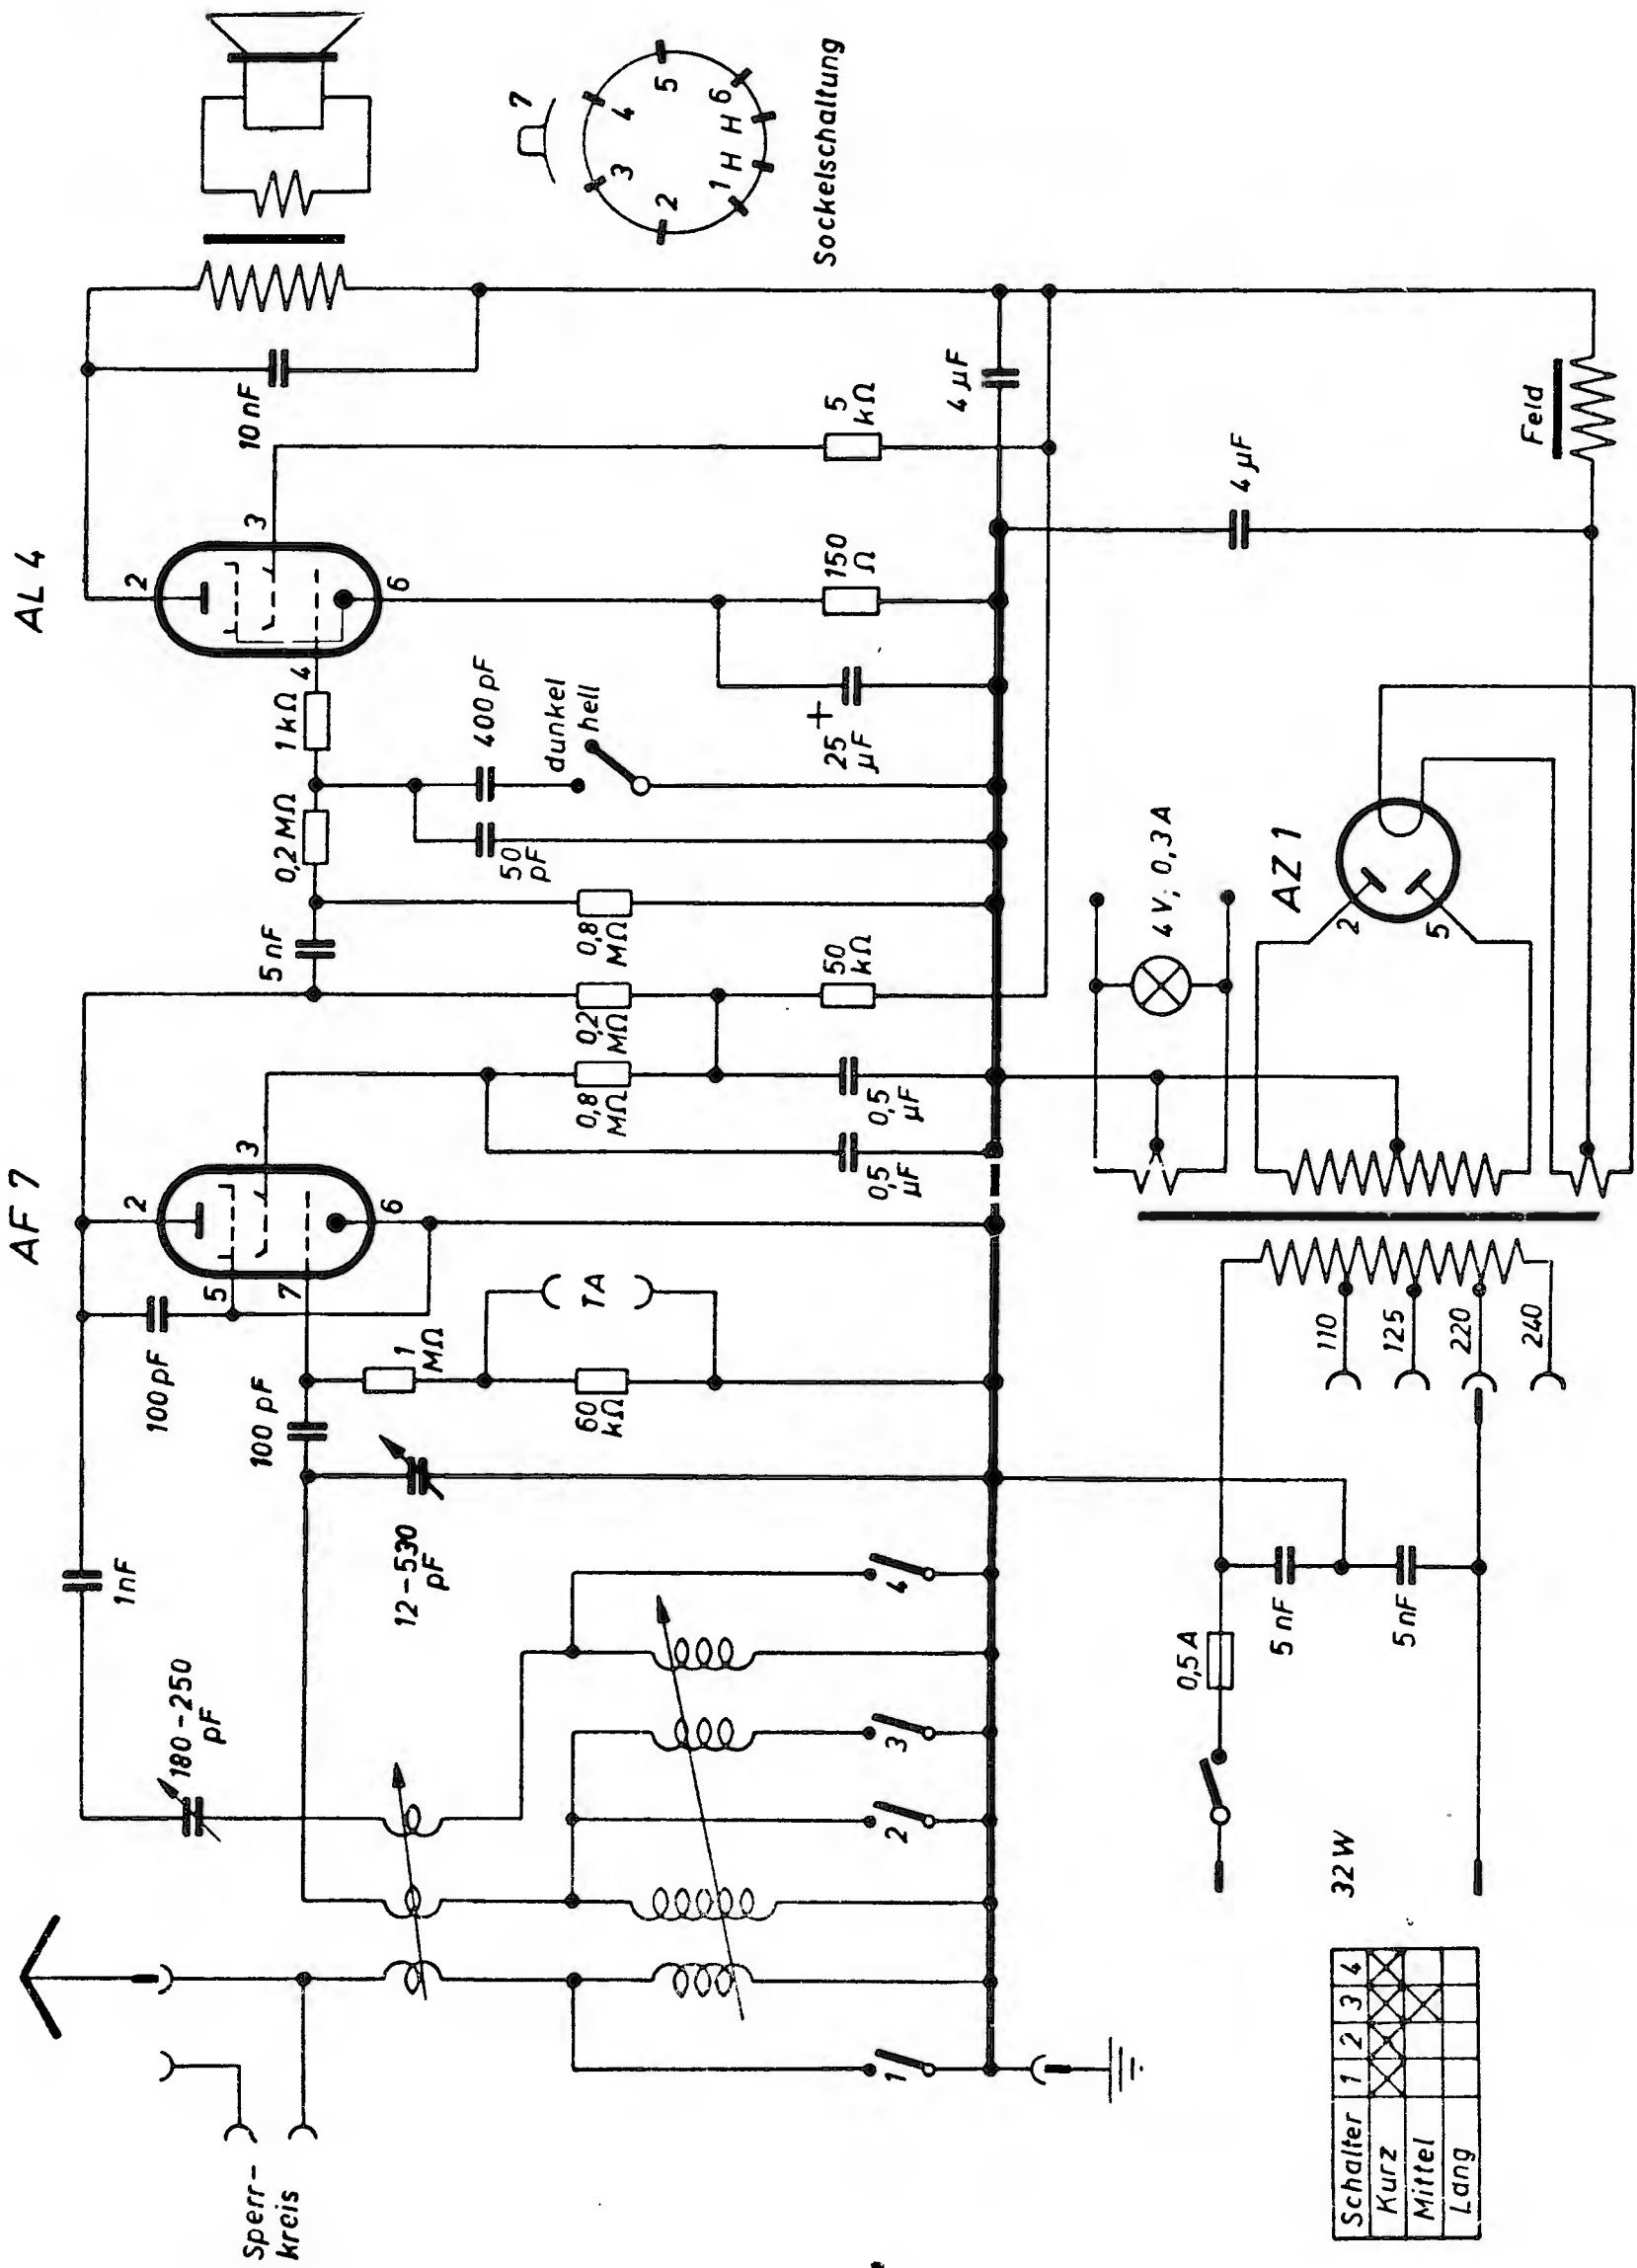 AF 7
AL 4
Sperr-
kreis
180-250
pF
1nF
100 pF
100 pF
12-530
pF
2
3
5
7
6
1
MΩ
60
kΩ
TA
5 nF
0,2 MΩ
1 kΩ
0,8
MΩ
0,2
MΩ
0,8
MΩ
50
kΩ
0,5
µF
0,5
µF
50
pF
400 pF
dunkel
hell
2
3
4
6
10 nF
25
µF
+
150
Ω
5
kΩ
4 µF
4 µF
Feld
7
1
2
3
4
5
6
H
H
Sockelschaltung
1
2
3
4
0,5 A
5 nF
5 nF
32 W
110
125
220
240
4 V, 0,3 A
AZ 1
2
5
Schalter 1 2 3 4
Kurz
Mittel
Lang